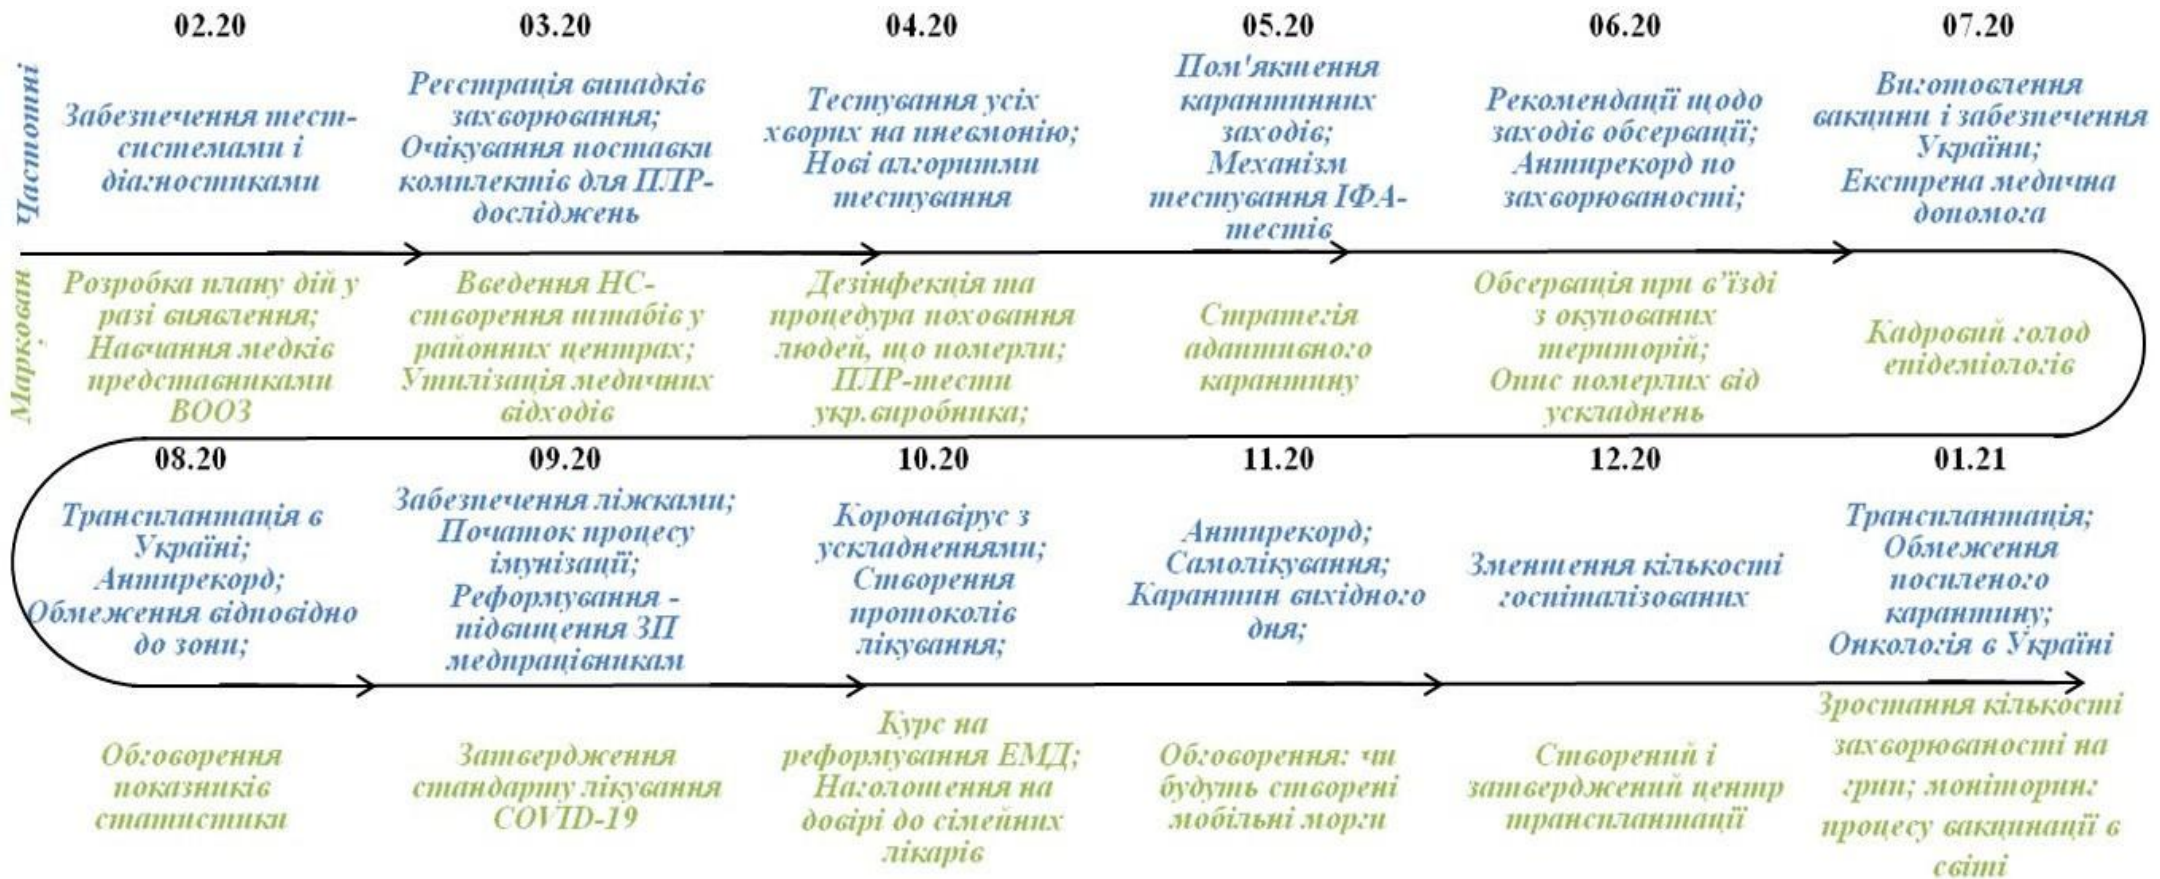 02.20
03.20
04.20
05.20
06.20
07.20
Частотні
Забезпечення тест-
системами і
діагностиками
Реєстрація випадків
захворювання;
Очікування поставки
комплектів для ПЛР-
досліджень
Тестування усіх
хворих на пневмонію;
Нові алгоритми
тестування
Пом'якшення
карантинних
заходів;
Механізм
тестування ІФА-
тестів
Рекомендації щодо
заходів обсервації;
Антирекорд по
захворюваності;
Виготовлення
вакцини і забезпечення
України;
Екстрена медична
допомога
Маркован
Розробка плану дій у
разі виявлення;
Навчання медків
представниками
ВООЗ
Введення НС-
створення штабів у
районних центрах;
Утилізація медичних
відходів
Дезінфекція та
процедура поховання
людей, що померли;
ПЛР-тести
укр.виробника;
Стратегія
адаптивного
карантину
Обсервація при в’їзді
з окупованих
територій;
Опис померлих від
ускладнень
Кадровий голод
епідеміологів
08.20
09.20
10.20
11.20
12.20
01.21
Трансплантація в
Україні;
Антирекорд;
Обмеження відповідно
до зони;
Забезпечення ліжками;
Початок процесу
імунізації;
Реформування -
підвищення ЗП
медпрацівникам
Коронавірус з
ускладненнями;
Створення
протоколів
лікування;
Антирекорд;
Самолікування;
Карантин вихідного
дня;
Зменшення кількості
госпіталізованих
Трансплантація;
Обмеження
посиленого
карантину;
Онкологія в Україні
Обговорення
показників
статистики
Затвердження
стандарту лікування
COVID-19
Курс на
реформування ЕМД;
Наголошення на
довірі до сімейних
лікарів
Обговорення: чи
будуть створені
мобільні морги
Створений і
затверджений центр
трансплантації
Зростання кількості
захворюваності на
грип; моніторинг
процесу вакцинації в
світі